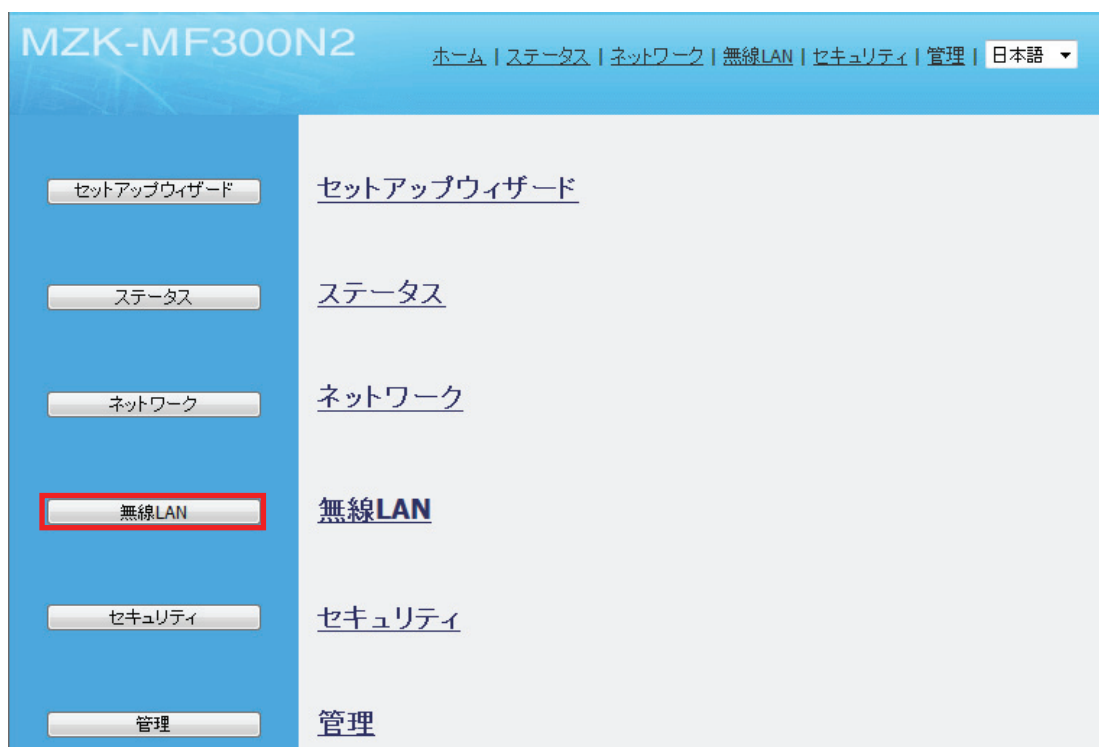 MZK-MF300N2
ホーム | ステータス | ネットワーク | 無線LAN | セキュリティ | 管理 | 日本語
セットアップウィザード セットアップウィザード
ステータス ステータス
ネットワーク ネットワーク
無線LAN 無線LAN
セキュリティ セキュリティ
管理 管理